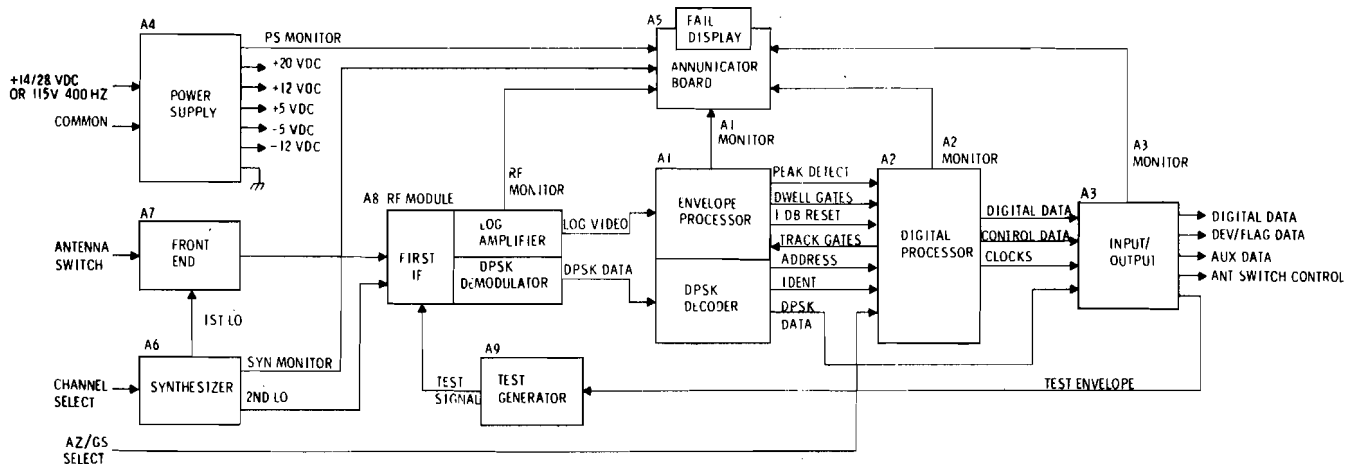 A4
POWER
SUPPLY
+14/28 VDC
OR 115V 400 HZ
COMMON
PS MONITOR
+20 VDC
+12 VDC
+5 VDC
-5 VDC
-12 VDC
A5
FAIL
DISPLAY
ANNUNICATOR
BOARD
A1
MONITOR
A2
MONITOR
A3
MONITOR
RF
MONITOR
A7
FRONT
END
ANTENNA
SWITCH
1ST LO
A6
SYNTHESIZER
CHANNEL
SELECT
SYN MONITOR
2ND LO
AZ/GS
SELECT
A8 RF MODULE
FIRST
IF
LOG
AMPLIFIER
DPSK
DEMODULATOR
LOG VIDEO
DPSK DATA
A9
TEST
GENERATOR
TEST
SIGNAL
A1
ENVELOPE
PROCESSOR
DPSK
DECODER
PEAK DETECT
DWELL GATES
1 DB RESET
TRACK GATES
ADDRESS
IDENT
DPSK
DATA
A2
DIGITAL
PROCESSOR
DIGITAL DATA
CONTROL DATA
CLOCKS
A3
INPUT/
OUTPUT
DIGITAL DATA
DEV/FLAG DATA
AUX DATA
ANT SWITCH CONTROL
TEST ENVELOPE